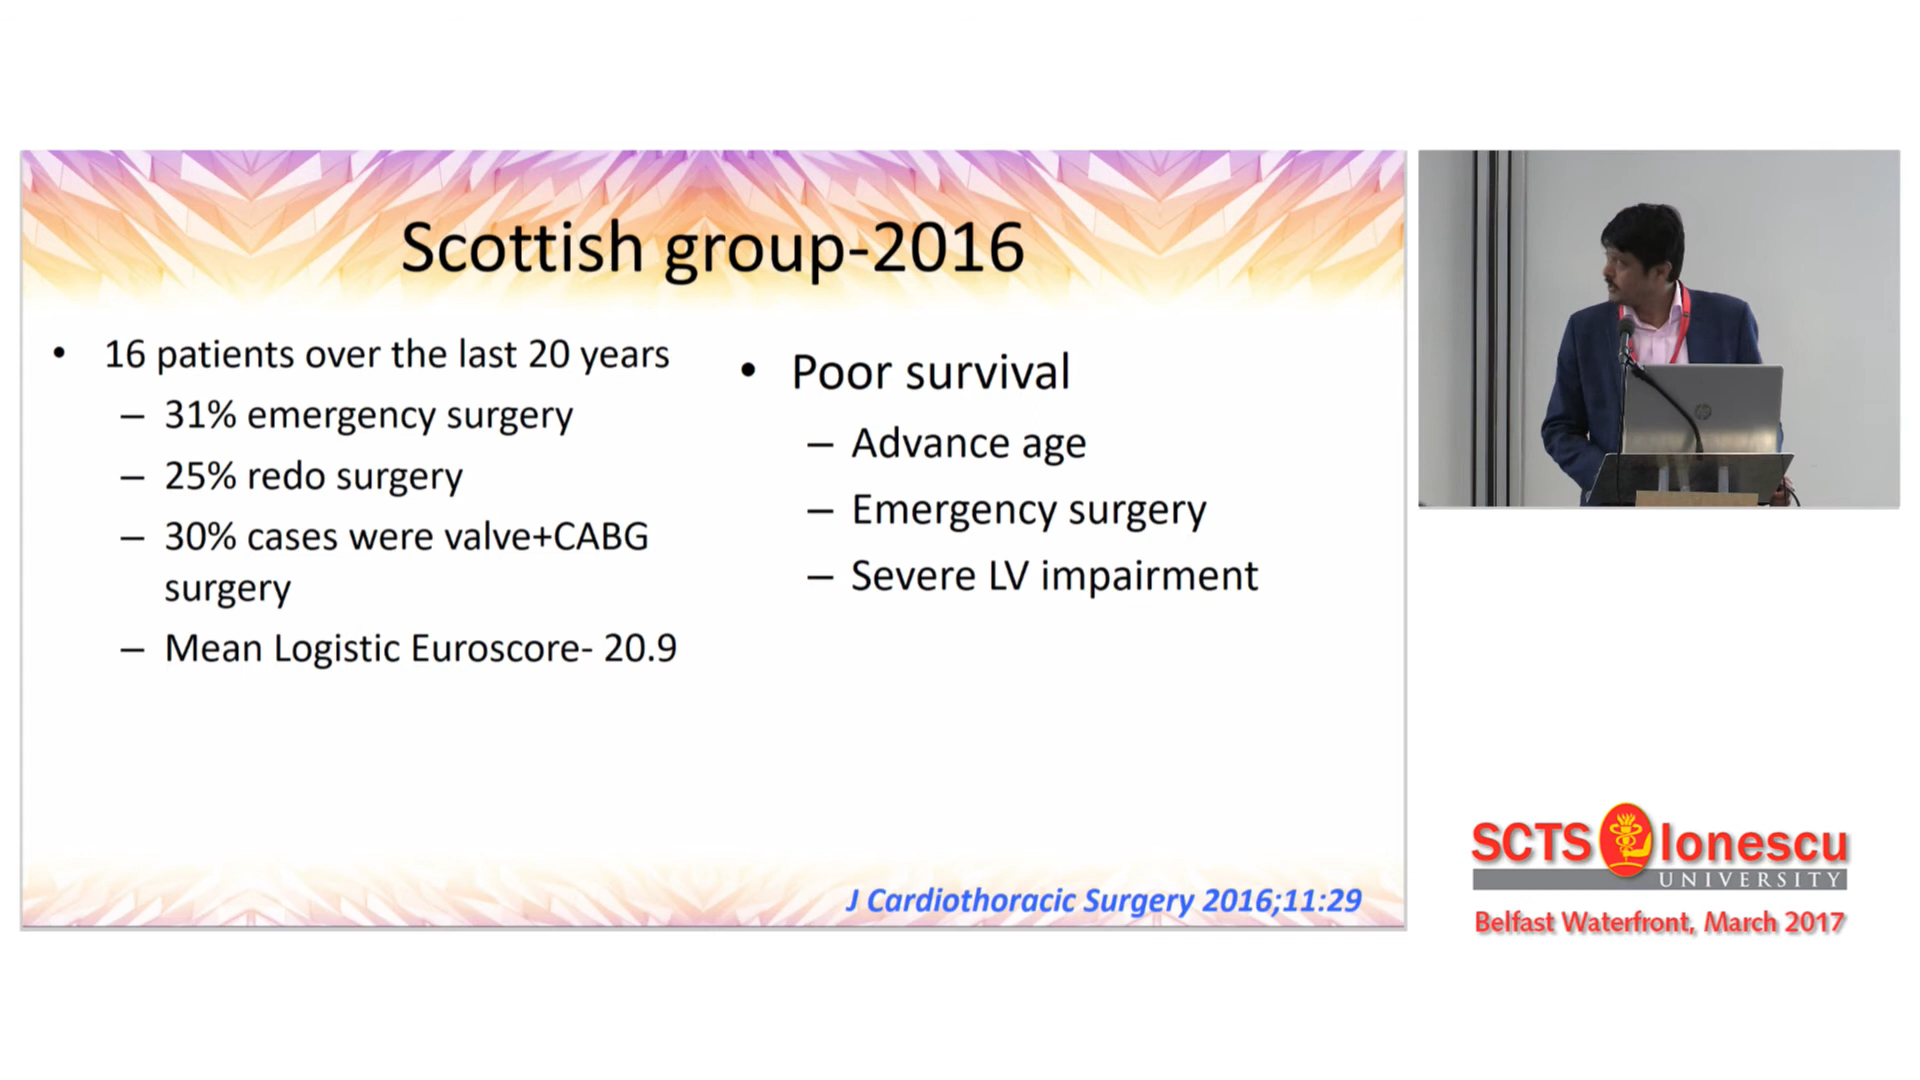 Scottish group-2016
• 16 patients over the last 20 years
– 31% emergency surgery
– 25% redo surgery
– 30% cases were valve+CABG
surgery
– Mean Logistic Euroscore- 20.9
• Poor survival
– Advance age
– Emergency surgery
– Severe LV impairment
J Cardiothoracic Surgery 2016;11:29
SCTS Ionescu
UNIVERSITY
Belfast Waterfront, March 2017